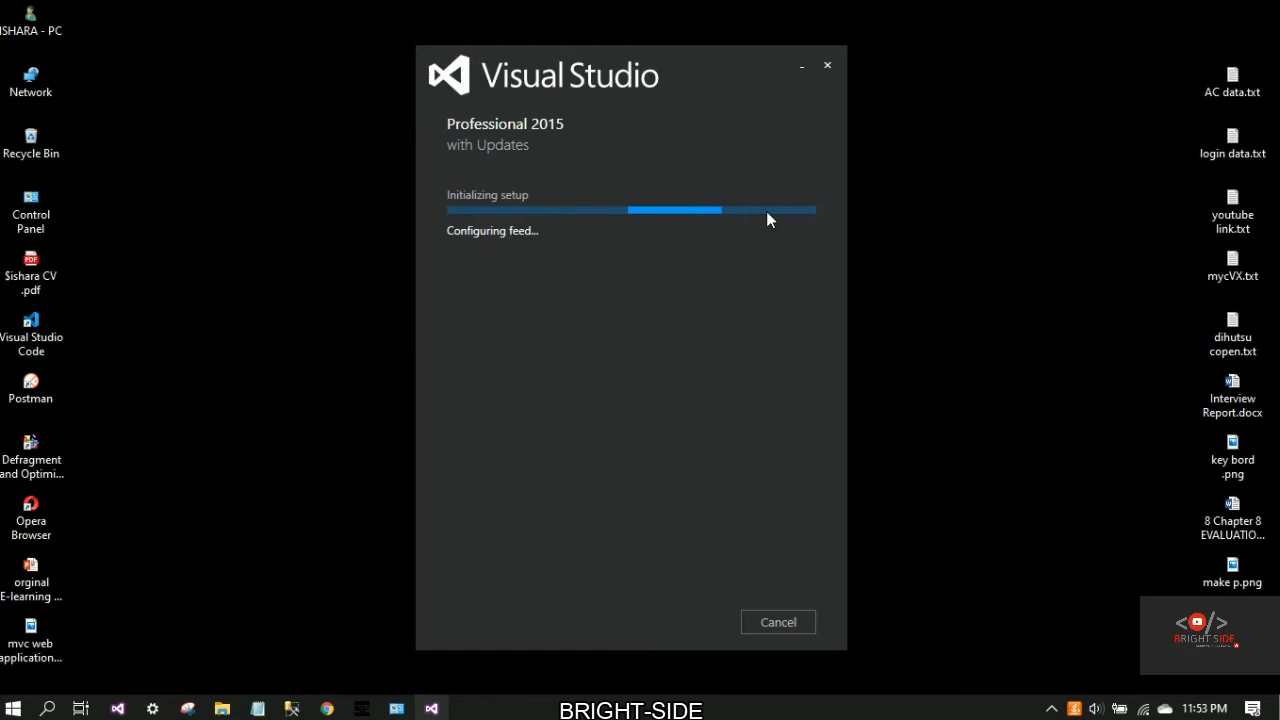 ISHARA - PC
Network
Recycle Bin
Control
Panel
$ishara CV
.pdf
Visual Studio
Code
Postman
Defragment
and Optimi...
Opera
Browser
orginal
E-learning ...
mvc web
application...
Visual Studio
Professional 2015
with Updates
Initializing setup
Configuring feed...
Cancel
AC data.txt
login data.txt
youtube
link.txt
mycVX.txt
dihutsu
copen.txt
Interview
Report.docx
key bord
.png
8 Chapter 8
EVALUATIO...
make p.png
BRIGHT SIDE
BRIGHT-SIDE
11:53 PM